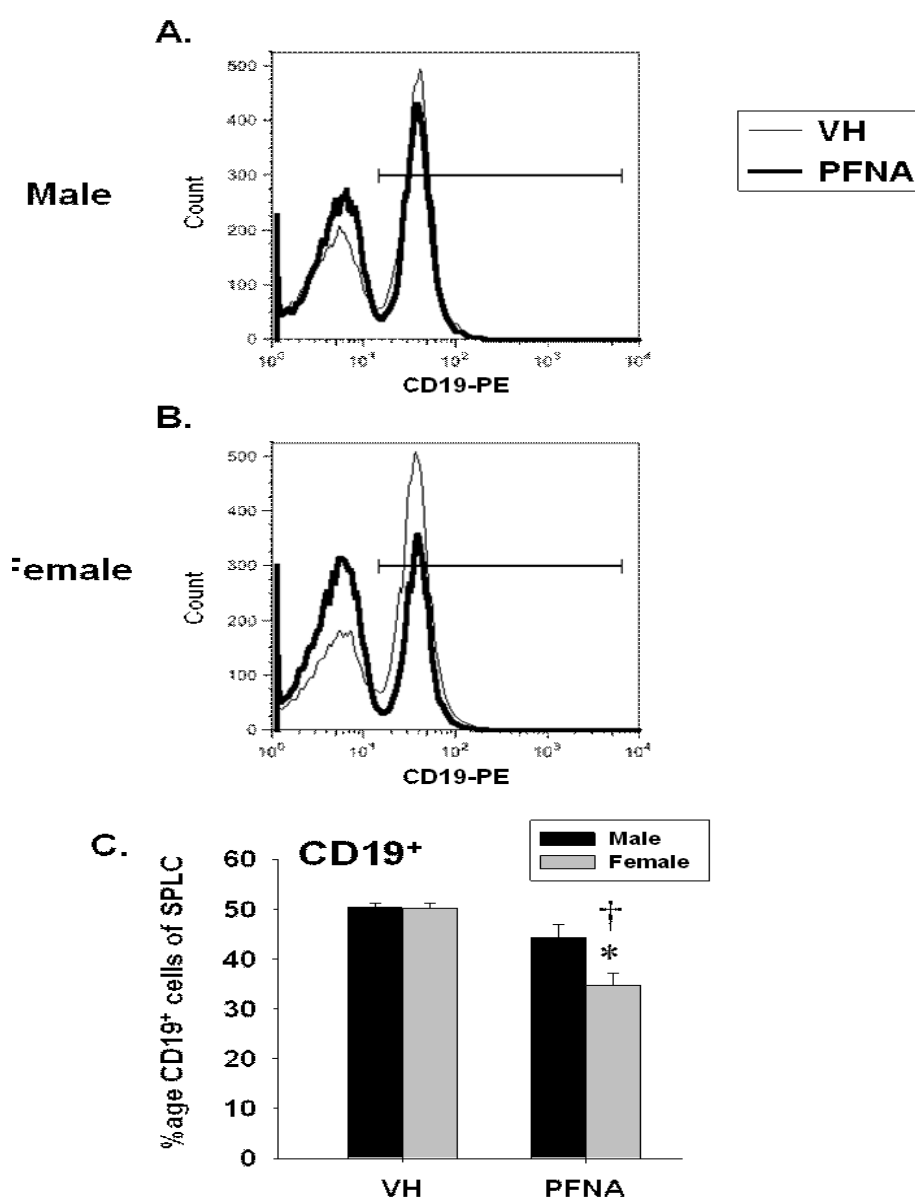 A.
500
400
300
200
100
0
Count
Male
10⁰ 10¹ 10² 10³ 10⁴
CD19-PE
VH
PFNA
B.
500
400
300
200
100
0
Count
Female
10⁰ 10¹ 10² 10³ 10⁴
CD19-PE
C.
CD19⁺
Male
Female
%age CD19⁺ cells of SPLC
60
50
40
30
20
10
0
†
*
VH PFNA